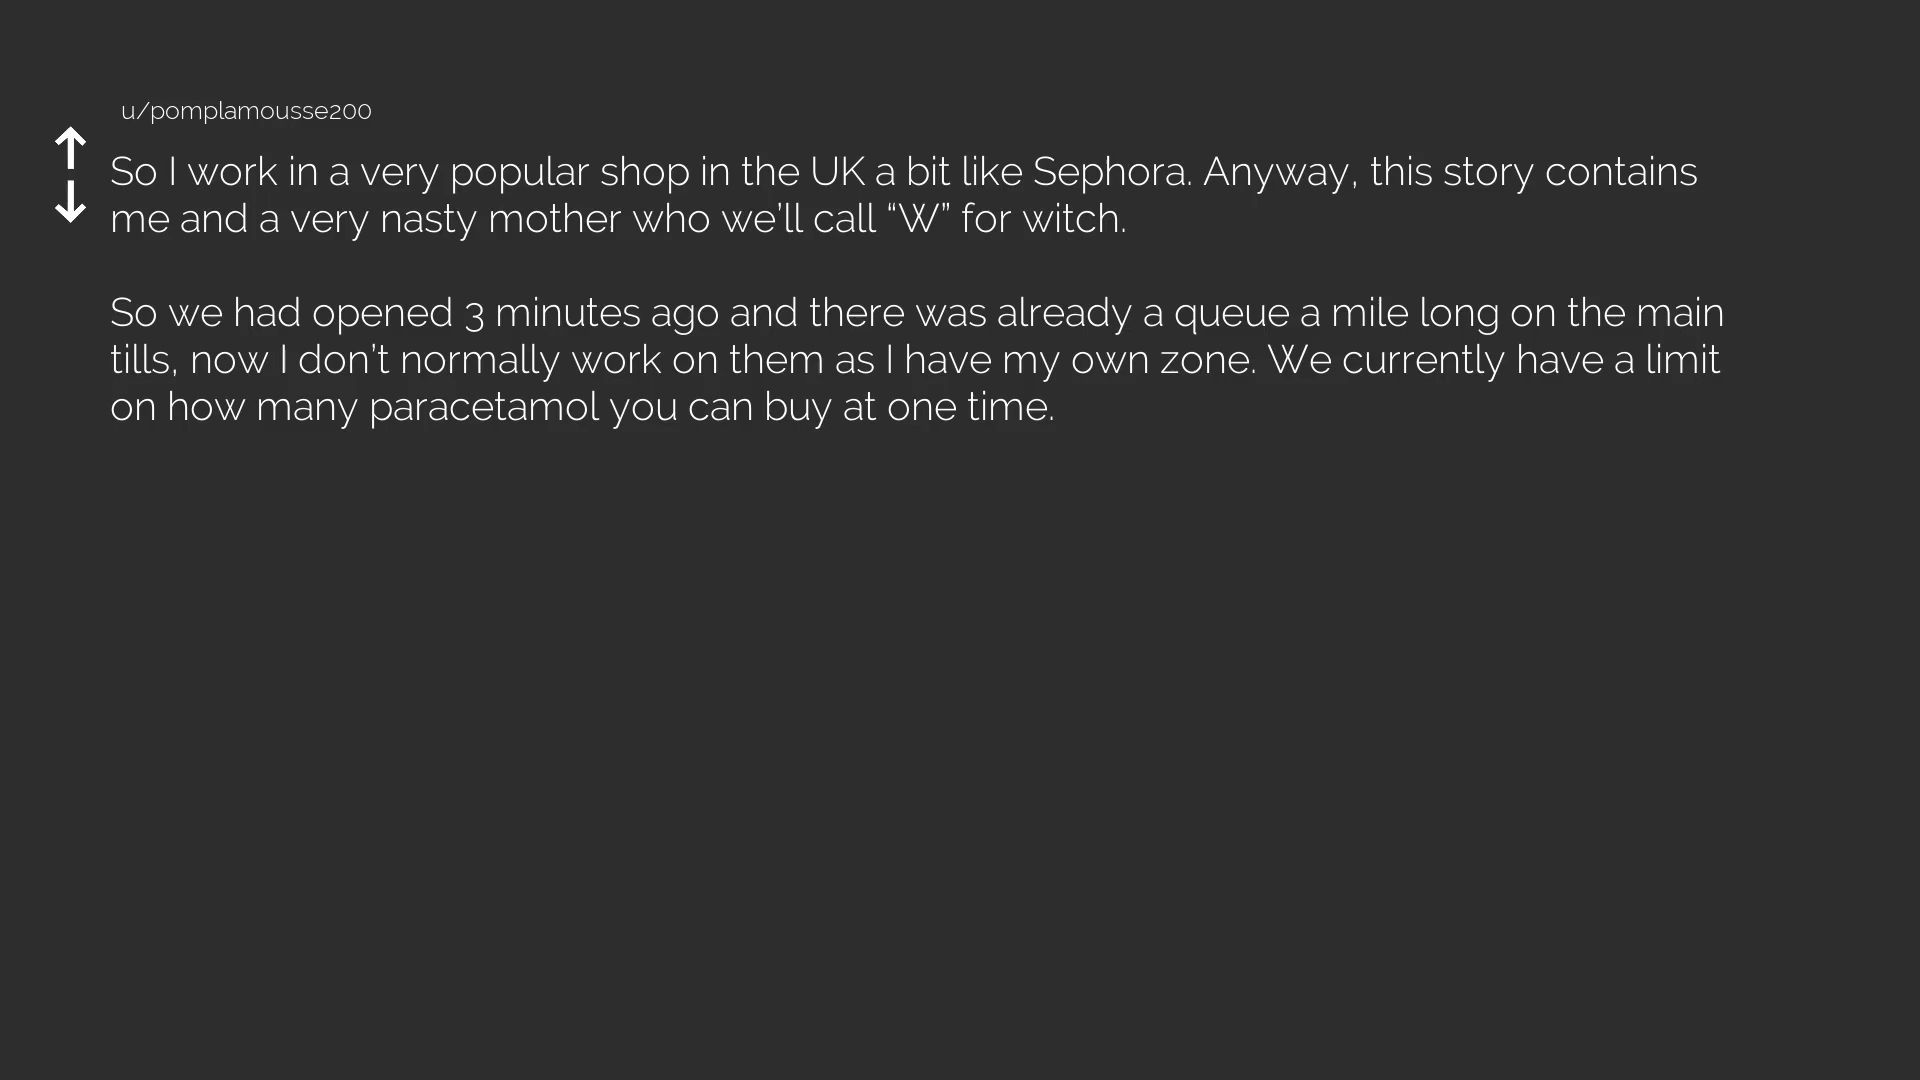 u/pomplamousse200
So I work in a very popular shop in the UK a bit like Sephora. Anyway, this story contains
me and a very nasty mother who we’ll call “W” for witch.
So we had opened 3 minutes ago and there was already a queue a mile long on the main
tills, now I don’t normally work on them as I have my own zone. We currently have a limit
on how many paracetamol you can buy at one time.